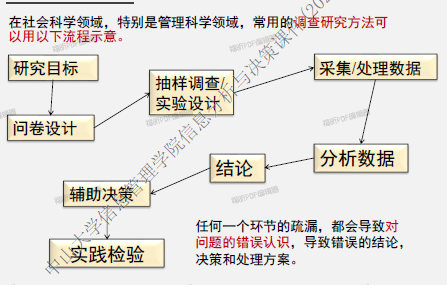 在社会科学领域，特别是管理科学领域，常用的调查研究方法可
以用以下流程示意。
研究目标
抽样调查/
实验设计
采集/处理数据
问卷设计
分析数据
结论
辅助决策
实践检验
任何一个环节的疏漏，都会导致对
问题的错误认识，导致错误的结论，
决策和处理方案。
中山大学信息管理学院信息分析与决策课件(202